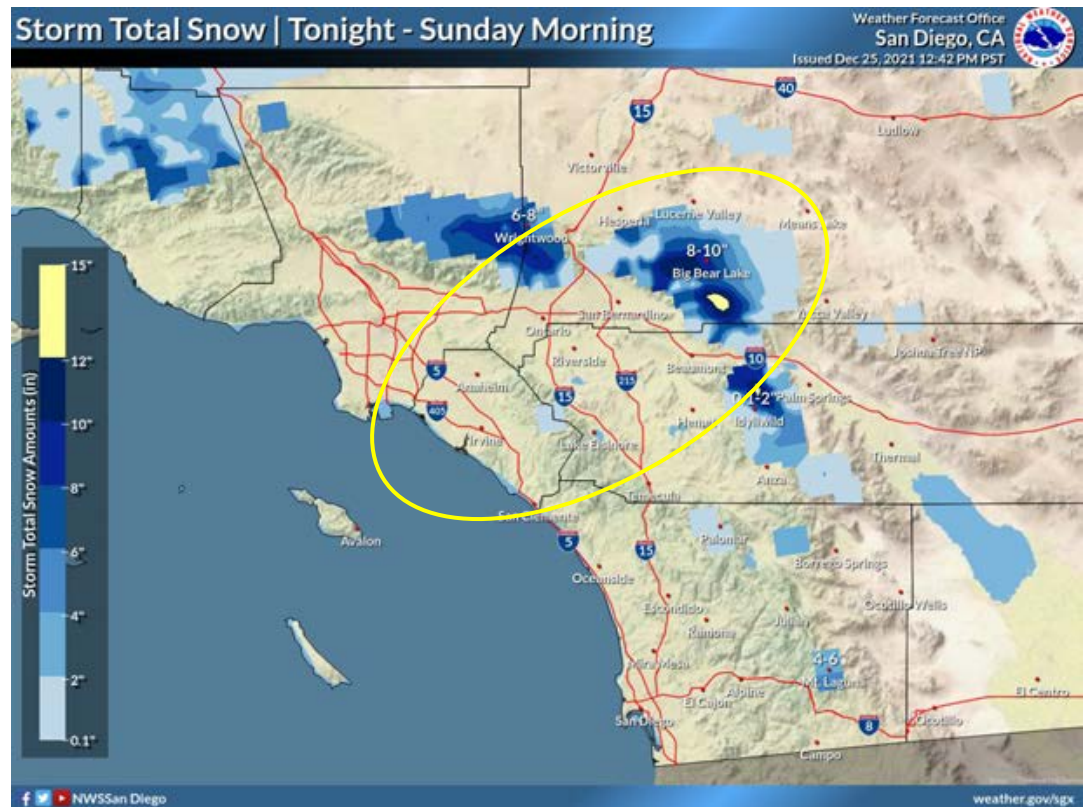 Storm Total Snow | Tonight - Sunday Morning
Weather Forecast Office
San Diego, CA
Issued Dec 25, 2021 12:42 PM PST
NATIONAL WEATHER SERVICE
40
15
Ludlow
Victorville
6-8"
Wrightwood
Hesperia
Lucerne Valley
Means Lake
8-10"
Big Bear Lake
San Bernardino
Yucca Valley
Ontario
Riverside
Beaumont
10
Joshua Tree NP
5
Anaheim
215
15
405
Irvine
Lake Elsinore
Hemet
Palm Springs
Idyllwild
Thermal
Anza
Temecula
San Clemente
Avalon
5
15
Palomar
Borrego Springs
Oceanside
Escondido
Ocotillo Wells
Ramona
Julian
Mira Mesa
4-6"
Mt. Laguna
Alpine
El Cajon
El Centro
San Diego
8
Ocotillo
Campo
Storm Total Snow Amounts (in)
15"
12"
10"
8"
6"
4"
2"
0.1"
NWSSan Diego
weather.gov/sgx